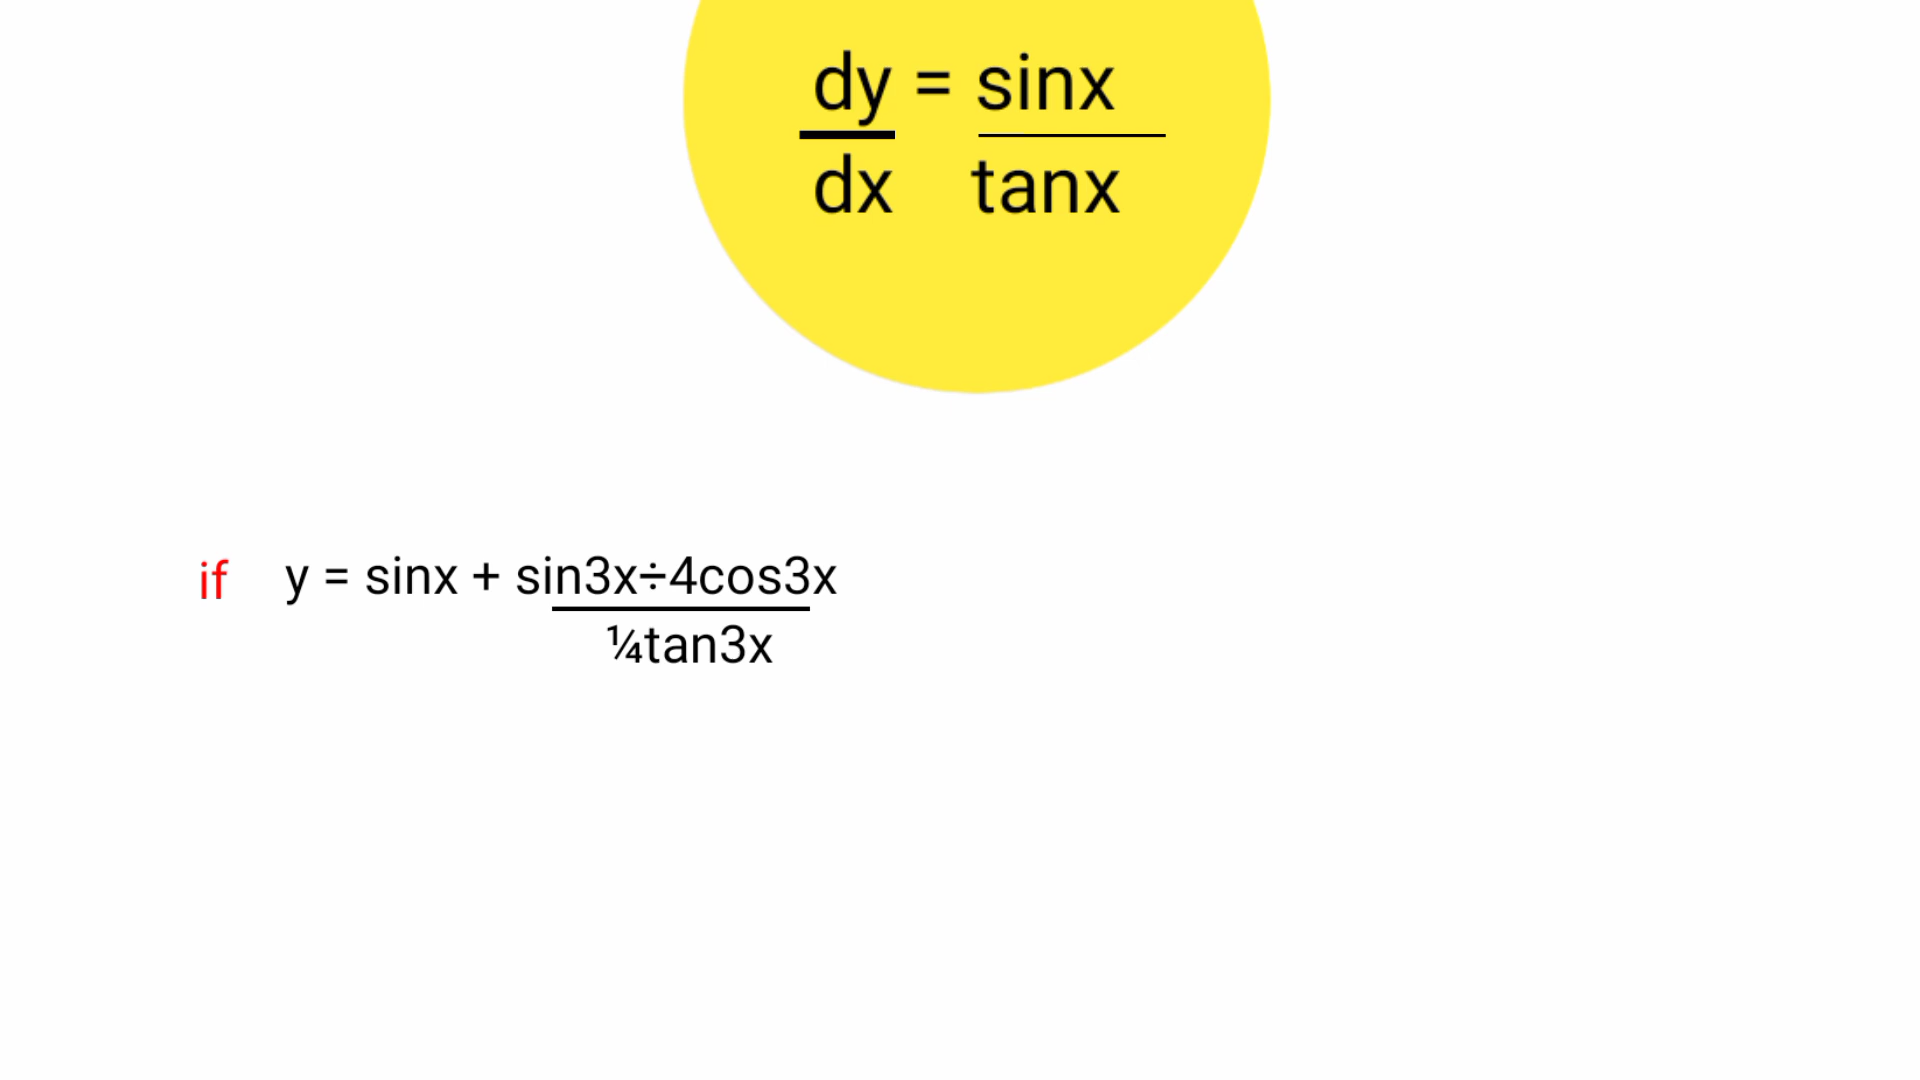 dy = sinx
dx tanx
if y = sinx + sin3x÷4cos3x
¼tan3x